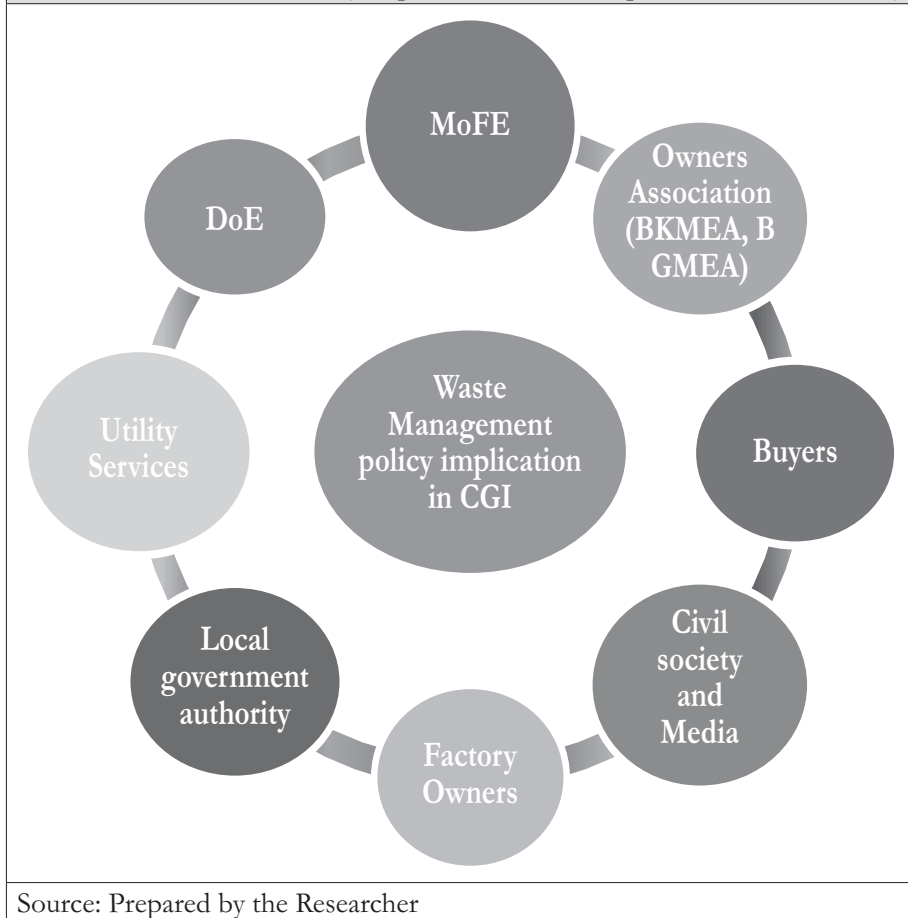 MoFE
Owners
Association
(BKMEA, B
GMEA)
DoE
Waste
Management
policy implication
in CGI
Utility
Services
Buyers
Local
government
authority
Civil
society
and
Media
Factory
Owners
Source: Prepared by the Researcher